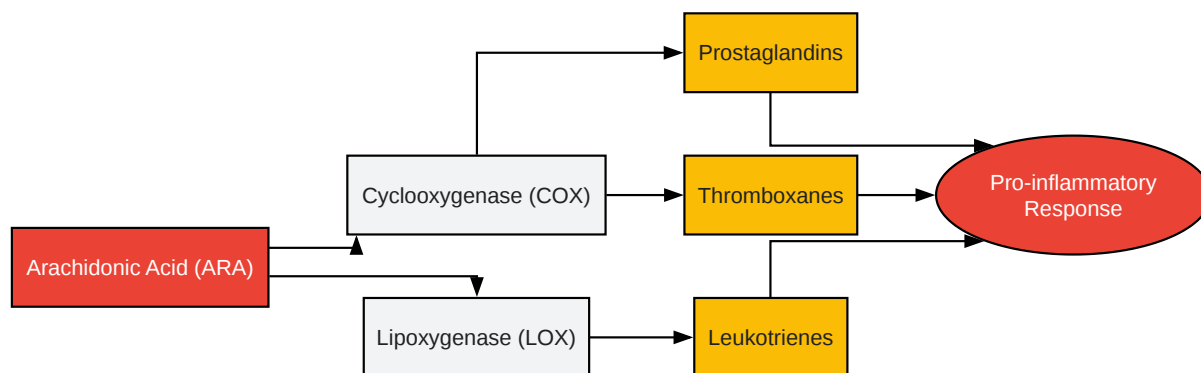 Prostaglandins
Cyclooxygenase (COX)
Thromboxanes
Pro-inflammatory
Response
Arachidonic Acid (ARA)
Lipoxygenase (LOX)
Leukotrienes